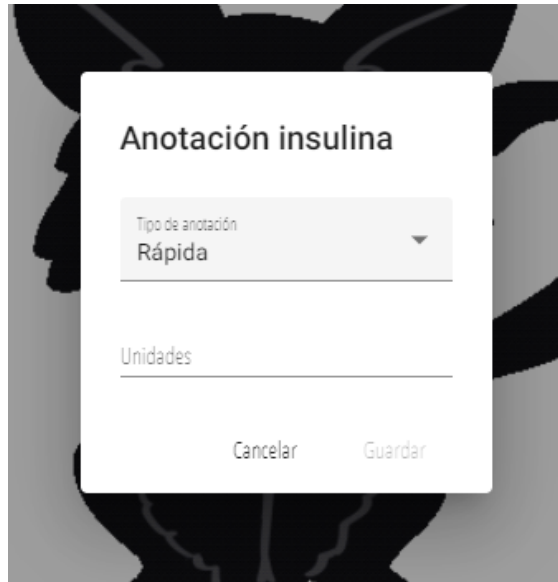 Anotación insulina
Tipo de anotación
Rápida
Unidades
Cancelar Guardar